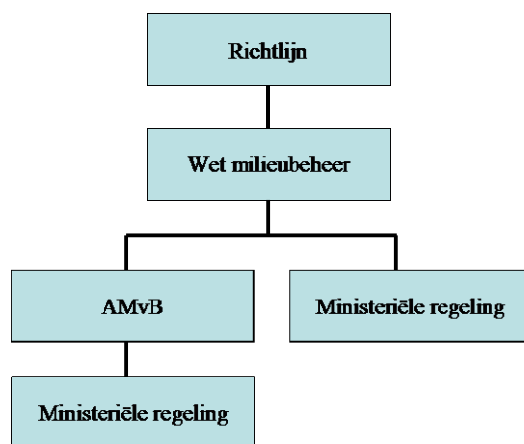 Richtlijn
Wet milieubeheer
AMvB
Ministeriële regeling
Ministeriële regeling